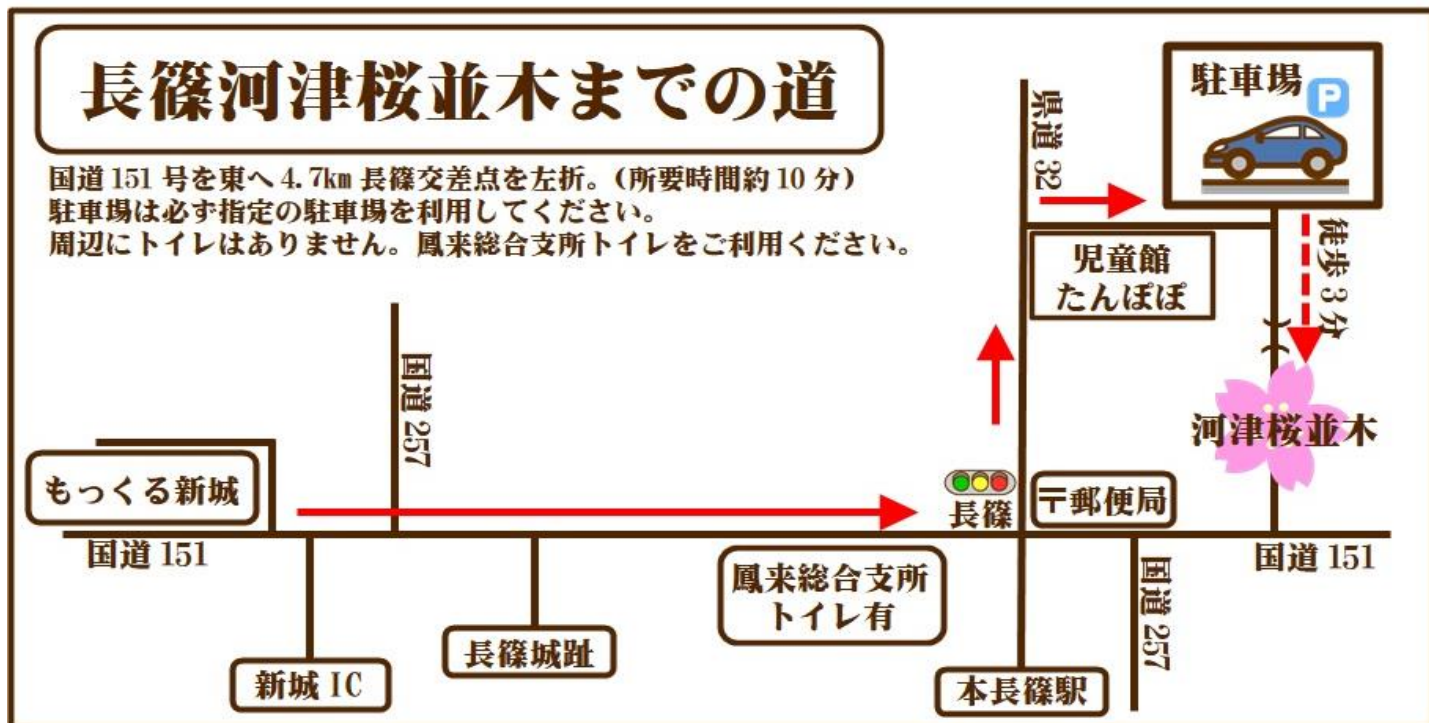 長篠河津桜並木までの道
国道151号を東へ4.7km 長篠交差点を左折。(所要時間約10分)
駐車場は必ず指定の駐車場を利用してください。
周辺にトイレはありません。鳳来総合支所トイレをご利用ください。
駐車場
P
県道32
児童館
たんぽぽ
徒歩3分
河津桜並木
国道257
もっくる新城
長篠
〒郵便局
国道151
国道151
鳳来総合支所
トイレ有
国道257
長篠城趾
新城IC
本長篠駅